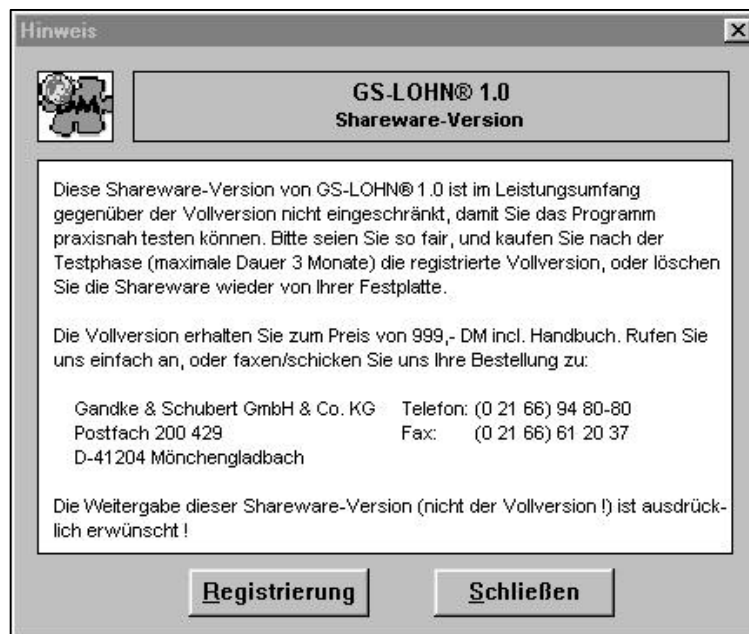 Hinweis
GS-LOHN® 1.0
Shareware-Version
Diese Shareware-Version von GS-LOHN® 1.0 ist im Leistungsumfang
gegenüber der Vollversion nicht eingeschränkt, damit Sie das Programm
praxisnah testen können. Bitte seien Sie so fair, und kaufen Sie nach der
Testphase (maximale Dauer 3 Monate) die registrierte Vollversion, oder löschen
Sie die Shareware wieder von Ihrer Festplatte.
Die Vollversion erhalten Sie zum Preis von 999,- DM incl. Handbuch. Rufen Sie
uns einfach an, oder faxen/schicken Sie uns Ihre Bestellung zu:
Gandke & Schubert GmbH & Co. KG Telefon: (0 21 66) 94 80-80
Postfach 200 429 Fax: (0 21 66) 61 20 37
D-41204 Mönchengladbach
Die Weitergabe dieser Shareware-Version (nicht der Vollversion !) ist ausdrück-
lich erwünscht !
Registrierung Schließen